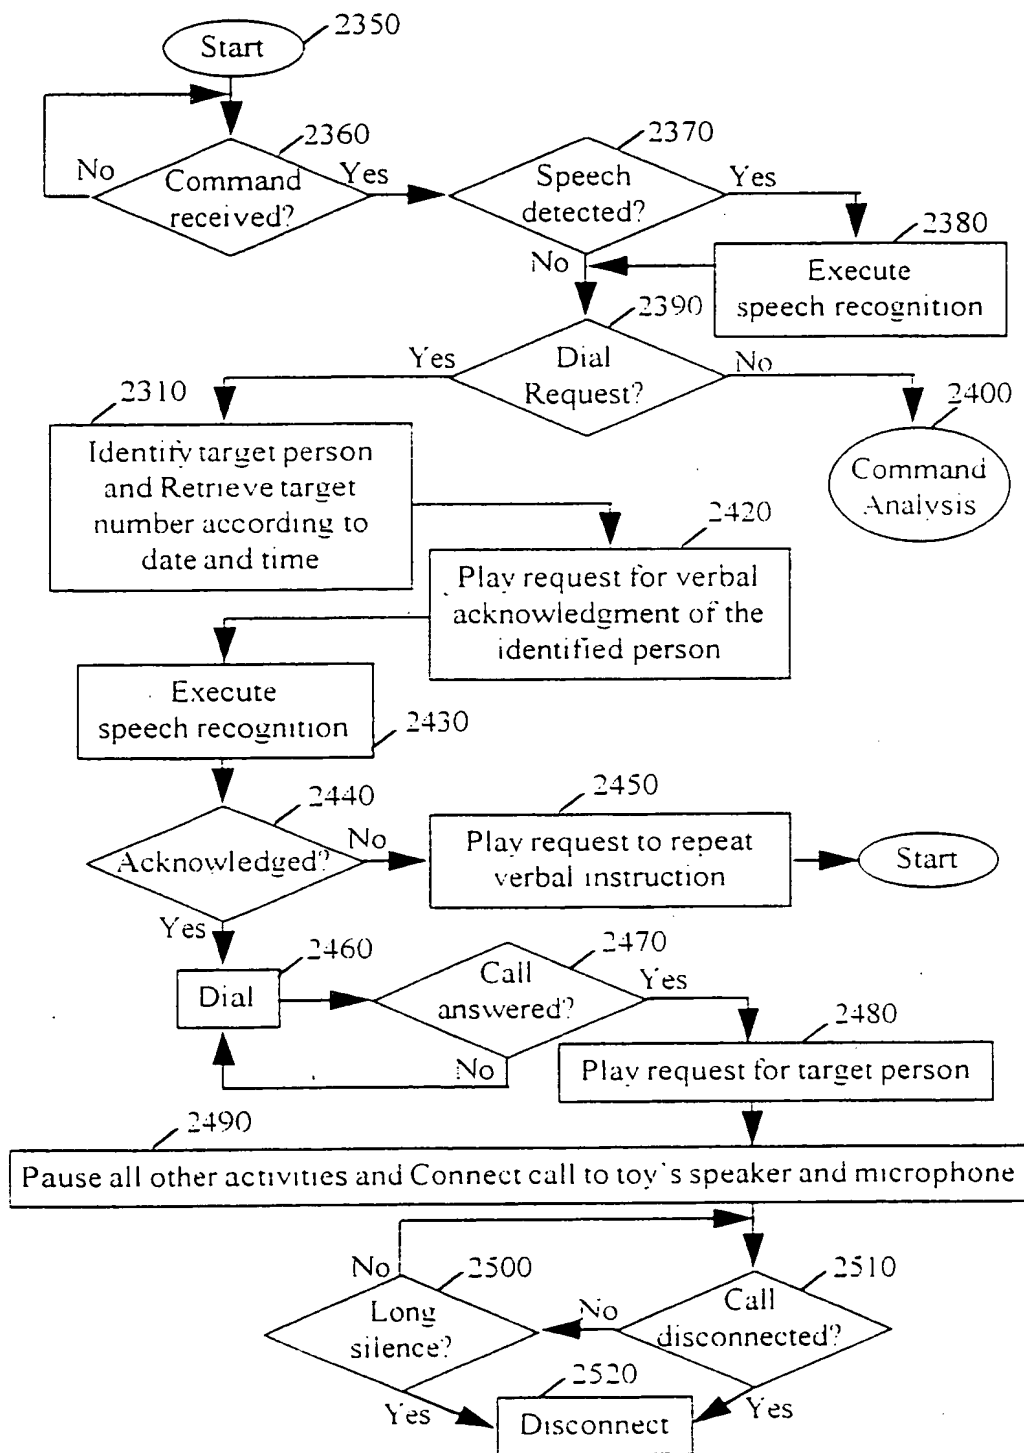 2350
Start
2360
No
Yes
Command
received?
2370
Speech
detected?
Yes
2380
Execute
speech recognition
No
2390
Dial
Request?
Yes
No
2310
Identify target person
and Retrieve target
number according to
date and time
2400
Command
Analysis
2420
Play request for verbal
acknowledgment of the
identified person
Execute
speech recognition
2430
2440
Acknowledged?
No
2450
Play request to repeat
verbal instruction
Start
Yes
2460
Dial
2470
Call
answered?
Yes
No
2480
Play request for target person
2490
Pause all other activities and Connect call to toy's speaker and microphone
No
2500
Long
silence?
No
2510
Call
disconnected?
Yes
2520
Disconnect
Yes